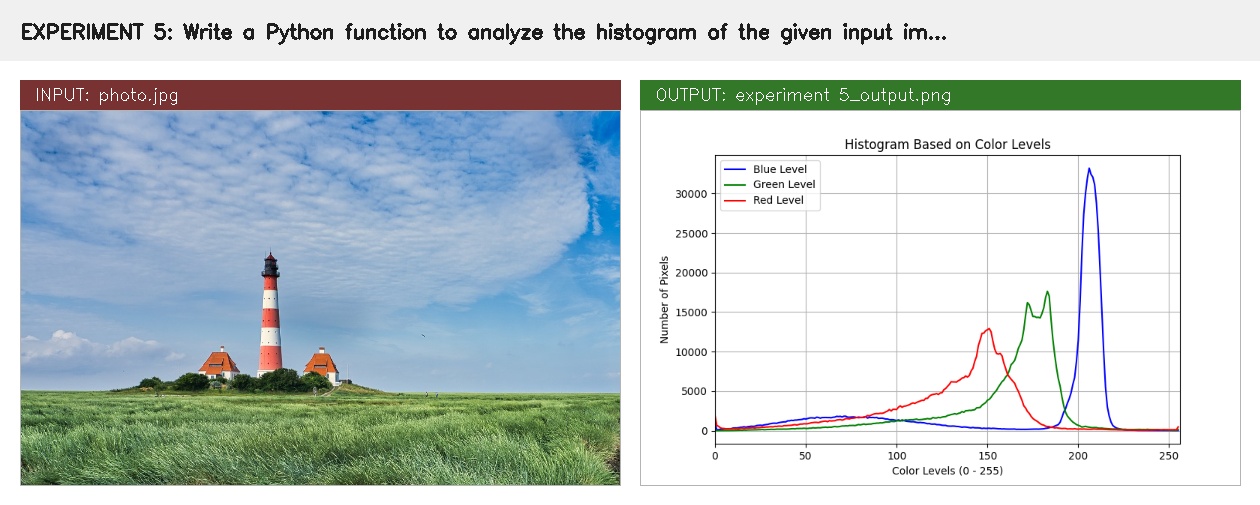 EXPERIMENT 5: Write a Python function to analyze the histogram of the given input im...
INPUT: photo.jpg
OUTPUT: experiment 5_output.png
Histogram Based on Color Levels
Blue Level
Green Level
Red Level
Number of Pixels
30000
25000
20000
15000
10000
5000
0
0 50 100 150 200 250
Color Levels (0 - 255)